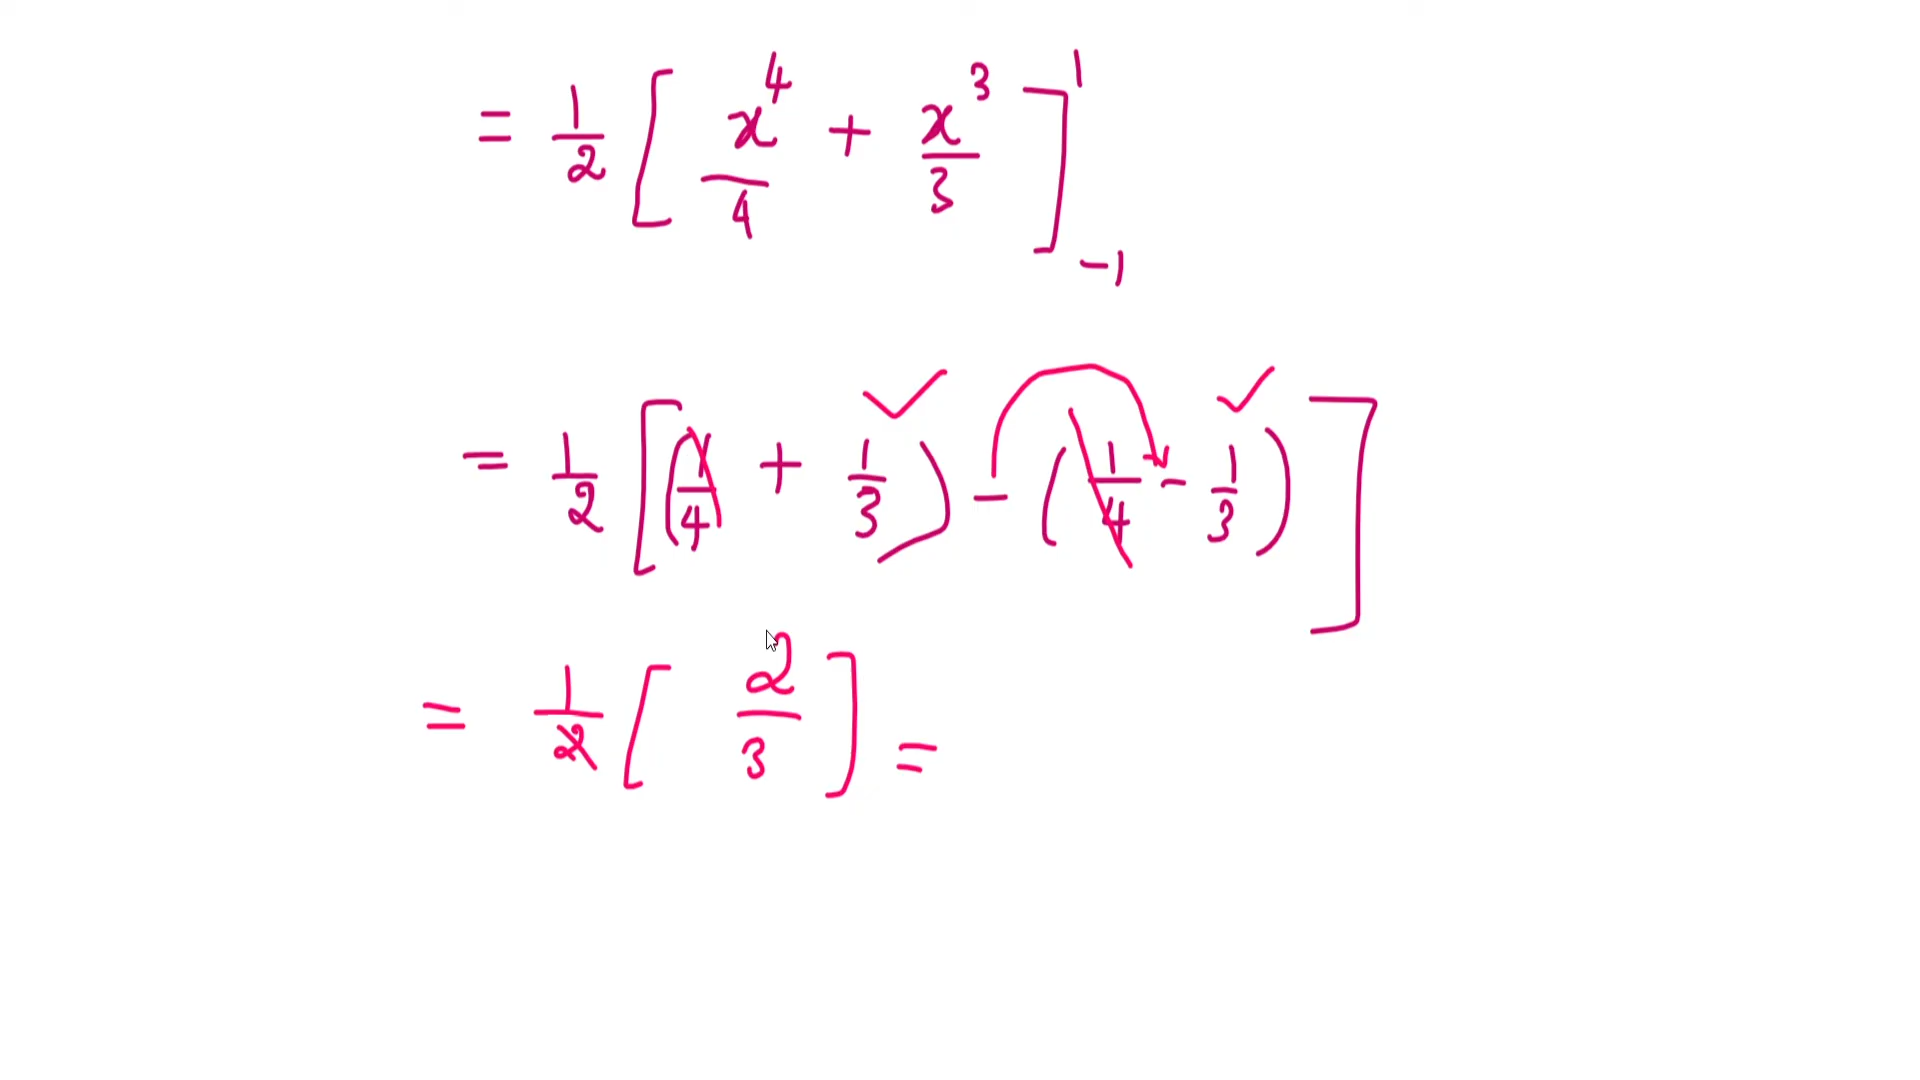 = 1/2 [ x^4/4 + x^3/3 ]^1_-1
= 1/2 [ (1/4 + 1/3) - (1/4 - 1/3) ]
= 1/2 [ 2/3 ] =